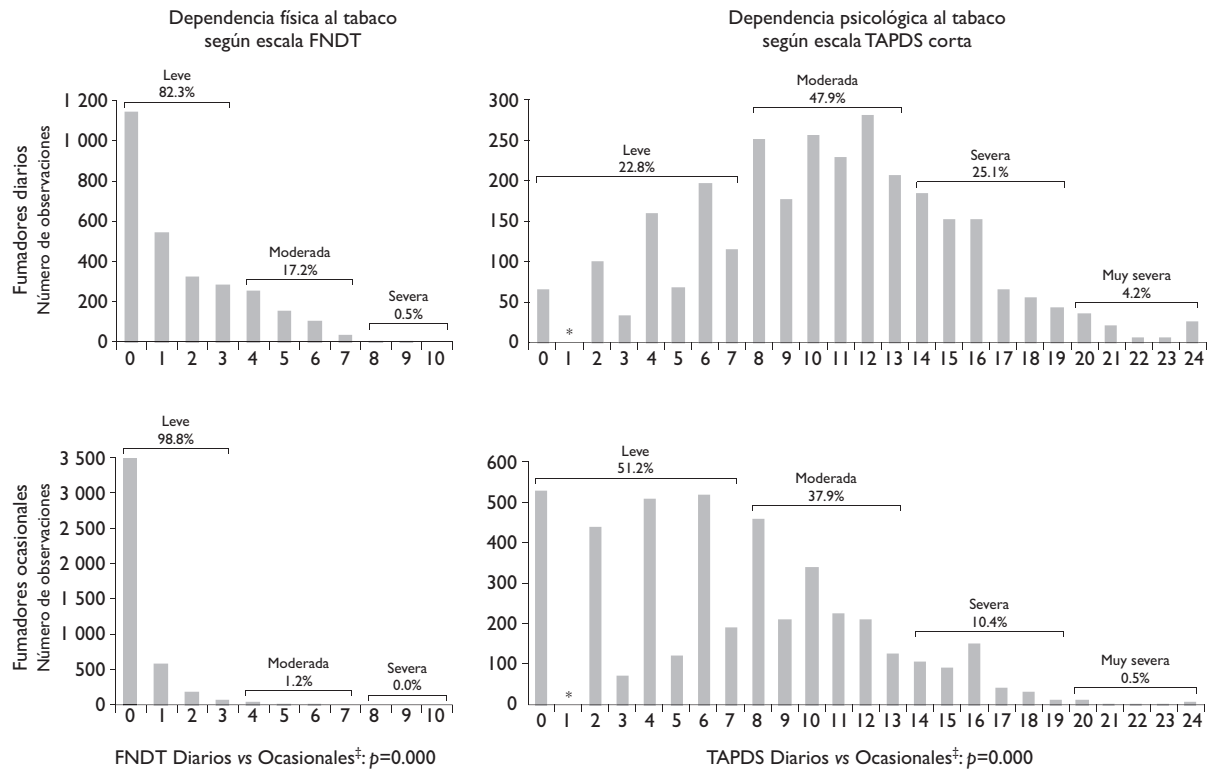 Dependencia física al tabaco
según escala FNDT
Dependencia psicológica al tabaco
según escala TAPDS corta
Fumadores diarios
Número de observaciones
1 200
1 000
800
600
400
200
0
Leve
82.3%
Moderada
17.2%
Severa
0.5%
0 1 2 3 4 5 6 7 8 9 10
300
250
200
150
100
50
0
Leve
22.8%
Moderada
47.9%
Severa
25.1%
Muy severa
4.2%
*
0 1 2 3 4 5 6 7 8 9 10 11 12 13 14 15 16 17 18 19 20 21 22 23 24
Fumadores ocasionales
Número de observaciones
3 500
3 000
2 500
2 000
1 500
1 000
500
0
Leve
98.8%
Moderada
1.2%
Severa
0.0%
0 1 2 3 4 5 6 7 8 9 10
FNDT Diarios vs Ocasionales‡: p=0.000
600
500
400
300
200
100
0
Leve
51.2%
Moderada
37.9%
Severa
10.4%
Muy severa
0.5%
*
0 1 2 3 4 5 6 7 8 9 10 11 12 13 14 15 16 17 18 19 20 21 22 23 24
TAPDS Diarios vs Ocasionales‡: p=0.000